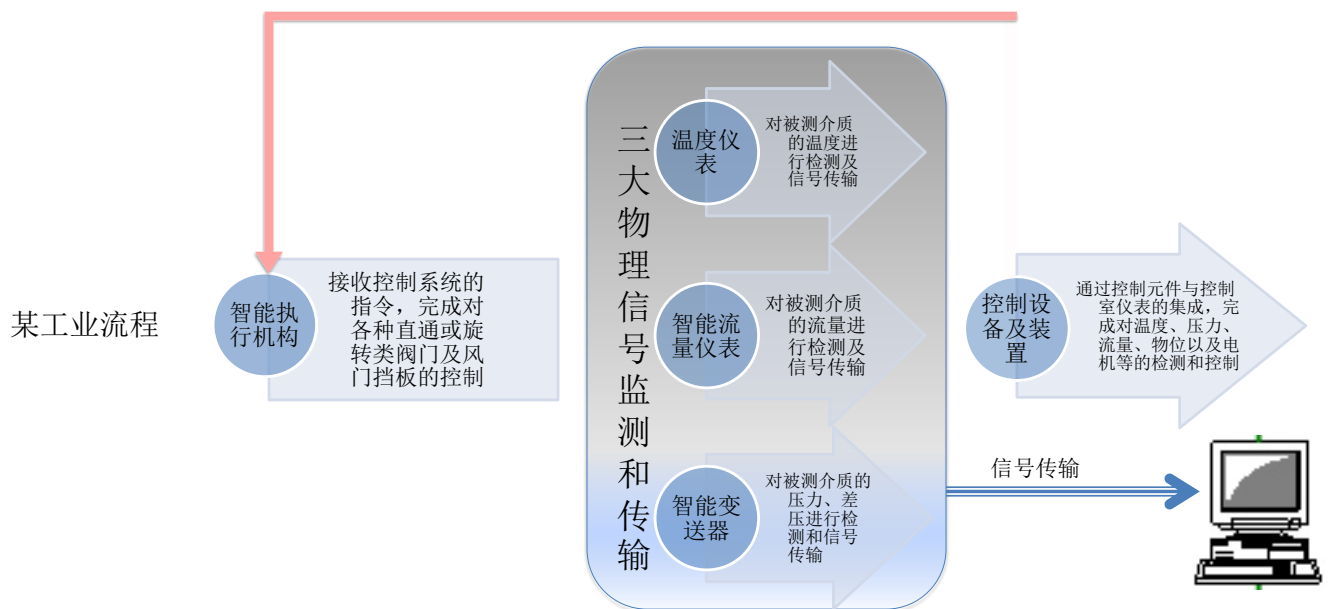 某工业流程
智能执
行机构
接收控制系统的
指令，完成对
各种直通或旋
转类阀门及风
门挡板的控制
三大物理信号监测和传输
温度仪
表
对被测介质
的温度进
行检测及
信号传输
智能流
量仪表
对被测介质
的流量进
行检测及
信号传输
智能变
送器
对被测介质的
压力、差
压进行检
测和信号
传输
控制设
备及装
置
通过控制元件与控制
室仪表的集成，完
成对温度、压力、
流量、物位以及电
机等的检测和控制
信号传输